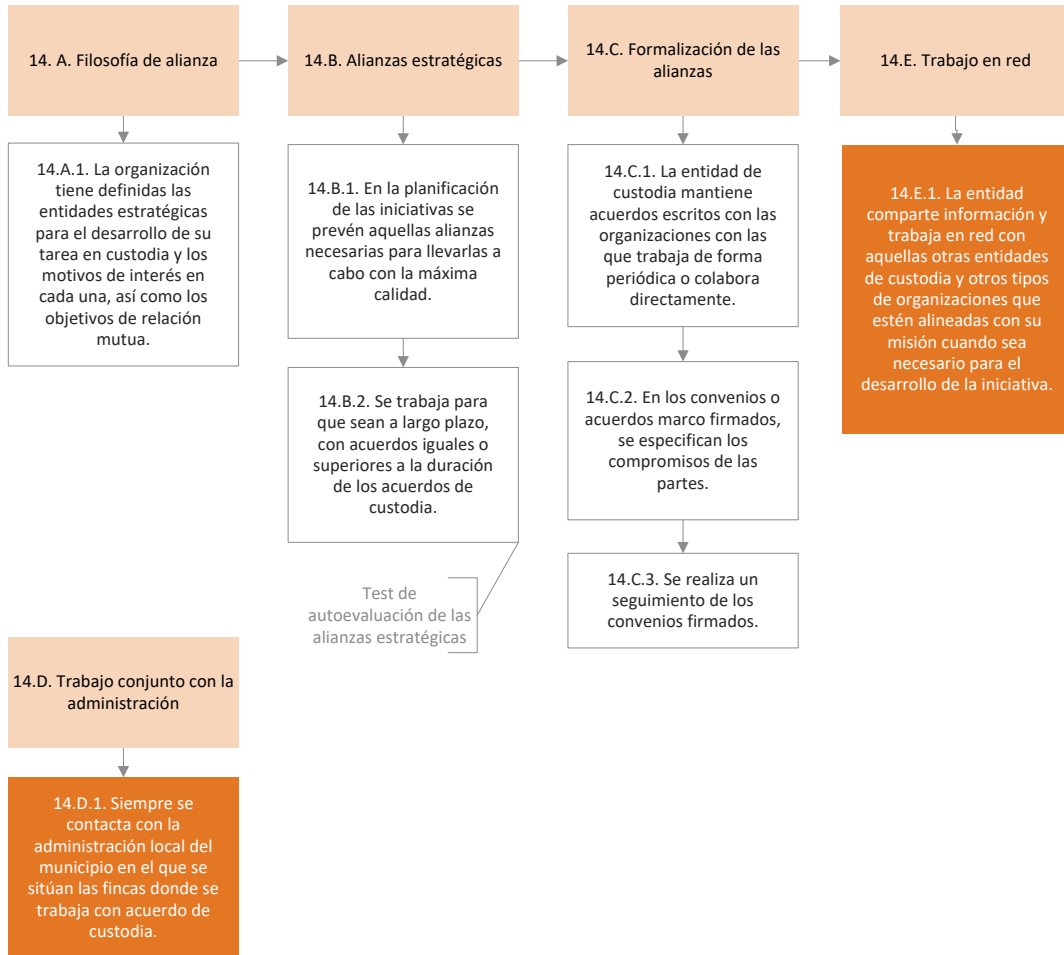 14. A. Filosofía de alianza
14.A.1. La organización
tiene definidas las
entidades estratégicas
para el desarrollo de su
tarea en custodia y los
motivos de interés en
cada una, así como los
objetivos de relación
mutua.
14.B. Alianzas estratégicas
14.B.1. En la planificación
de las iniciativas se
prevén aquellas alianzas
necesarias para llevarlas a
cabo con la máxima
calidad.
14.B.2. Se trabaja para
que sean a largo plazo,
con acuerdos iguales o
superiores a la duración
de los acuerdos de
custodia.
Test de
autoevaluación de las
alianzas estratégicas
14.C. Formalización de las
alianzas
14.C.1. La entidad de
custodia mantiene
acuerdos escritos con las
organizaciones con las
que trabaja de forma
periódica o colabora
directamente.
14.C.2. En los convenios o
acuerdos marco firmados,
se especifican los
compromisos de las
partes.
14.C.3. Se realiza un
seguimiento de los
convenios firmados.
14.E. Trabajo en red
14.E.1. La entidad
comparte información y
trabaja en red con
aquellas otras entidades
de custodia y otros tipos
de organizaciones que
estén alineadas con su
misión cuando sea
necesario para el
desarrollo de la iniciativa.
14.D. Trabajo conjunto con la
administración
14.D.1. Siempre se
contacta con la
administración local del
municipio en el que se
sitúan las fincas donde se
trabaja con acuerdo de
custodia.